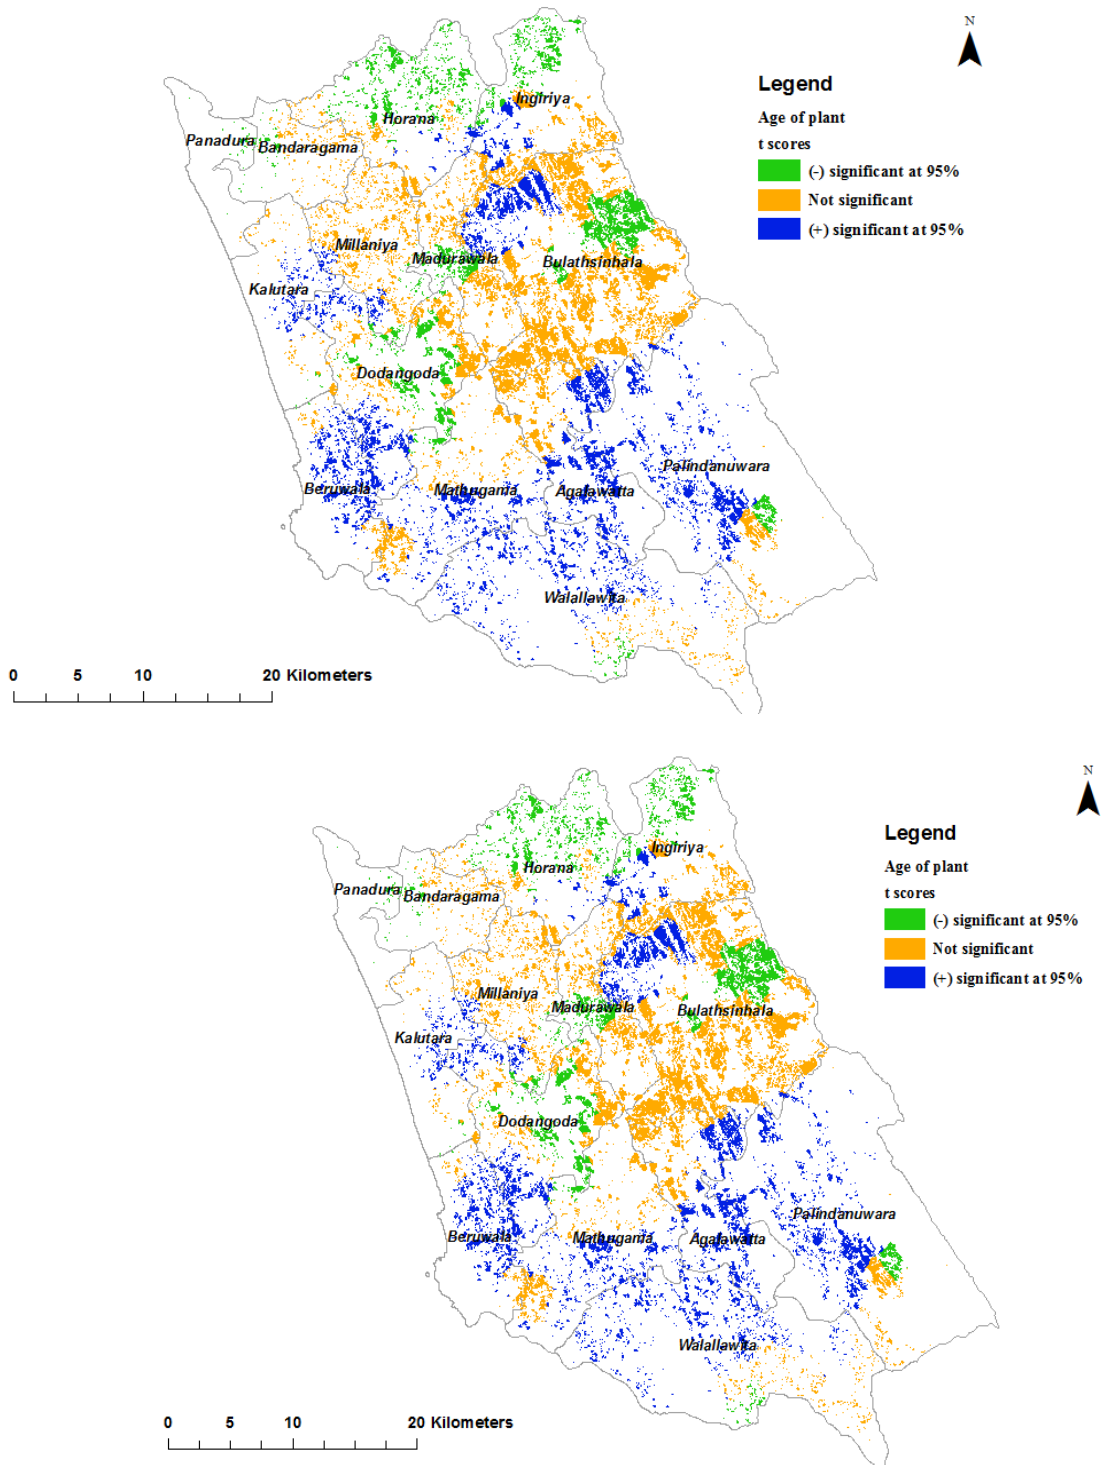 N
Legend
Age of plant
t scores
(-) significant at 95%
Not significant
(+) significant at 95%
Ingiriya
Horana
Panadura
Bandaragama
Millaniya
Madurawala
Bulathsinhala
Kalutara
Dodangoda
Palindanuwara
Beruwala
Mathugama
Agalawatta
Walallawita
0 5 10 20 Kilometers
N
Legend
Age of plant
t scores
(-) significant at 95%
Not significant
(+) significant at 95%
Ingiriya
Horana
Panadura
Bandaragama
Millaniya
Madurawala
Bulathsinhala
Kalutara
Dodangoda
Palindanuwara
Beruwala
Mathugama
Agalawatta
Walallawita
0 5 10 20 Kilometers